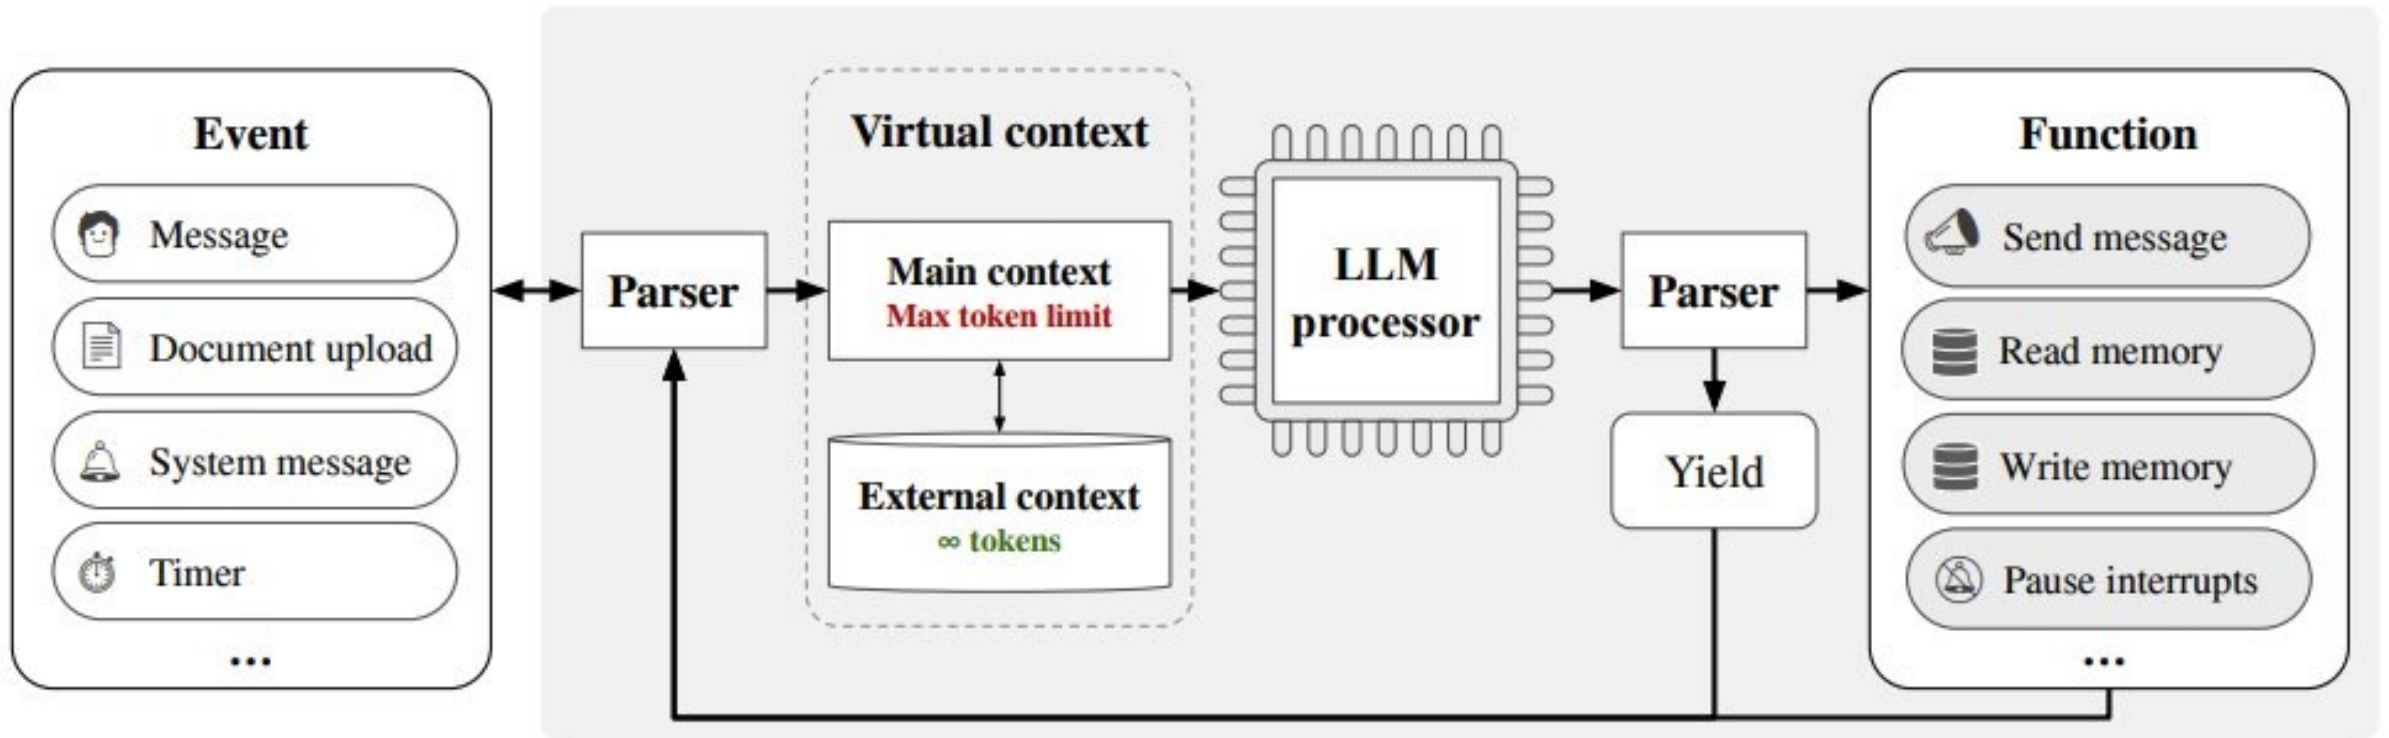 Event
Message
Document upload
System message
Timer
...
Parser
Virtual context
Main context
Max token limit
External context
∞ tokens
LLM
processor
Parser
Yield
Function
Send message
Read memory
Write memory
Pause interrupts
...